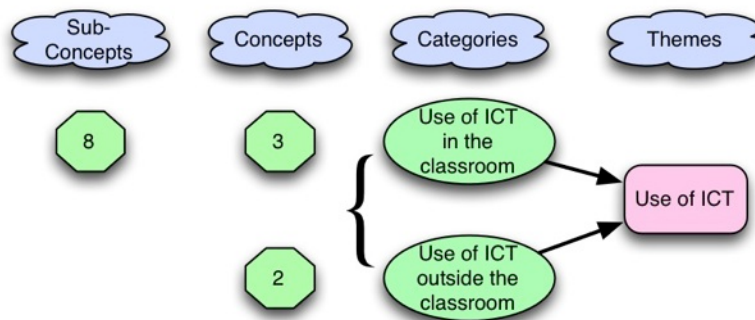 Sub-
Concepts
Concepts
Categories
Themes
8
3
Use of ICT
in the
classroom
Use of ICT
2
Use of ICT
outside the
classroom